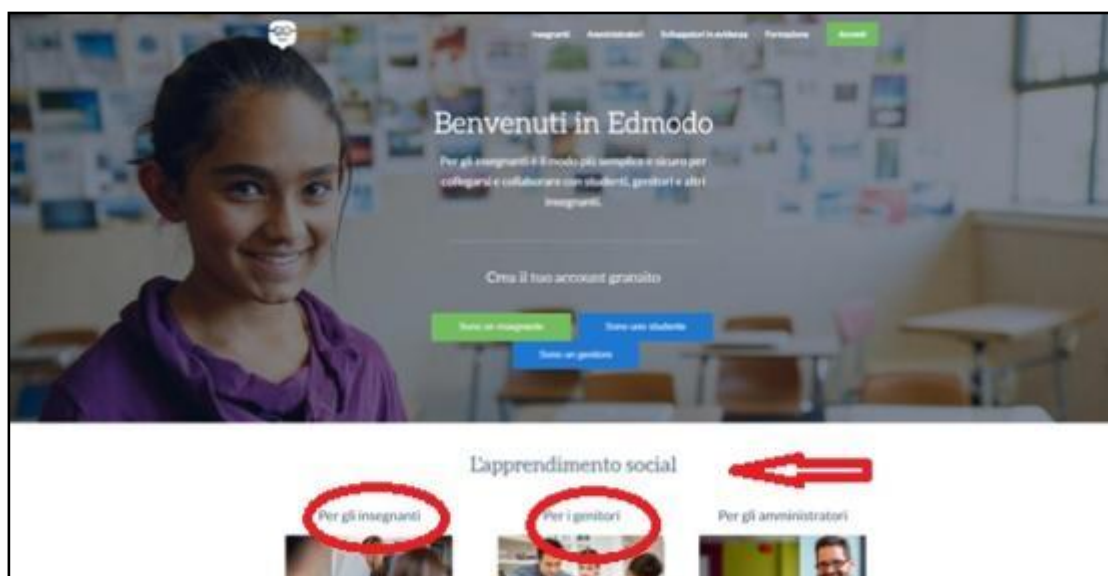 Insegnanti Amministratori Sviluppatori in evidenza Formazione Accedi
Benvenuti in Edmodo
Per gli insegnanti è il modo più semplice e sicuro per
collegarsi e collaborare con studenti, genitori e altri
insegnanti.
Crea il tuo account gratuito
Sono un insegnante Sono uno studente
Sono un genitore
L'apprendimento social
Per gli insegnanti Per i genitori Per gli amministratori